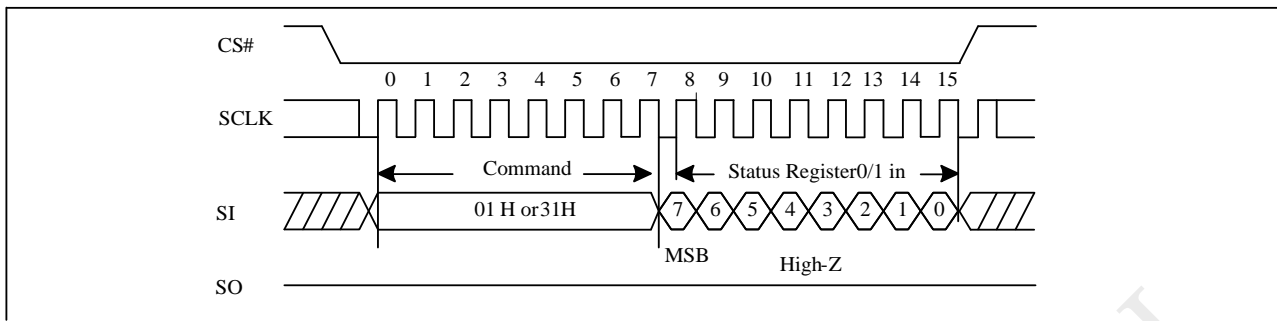 CS#
0 1 2 3 4 5 6 7 8 9 10 11 12 13 14 15
SCLK
Command
Status Register0/1 in
SI
01 H or31H
7 6 5 4 3 2 1 0
MSB
High-Z
SO